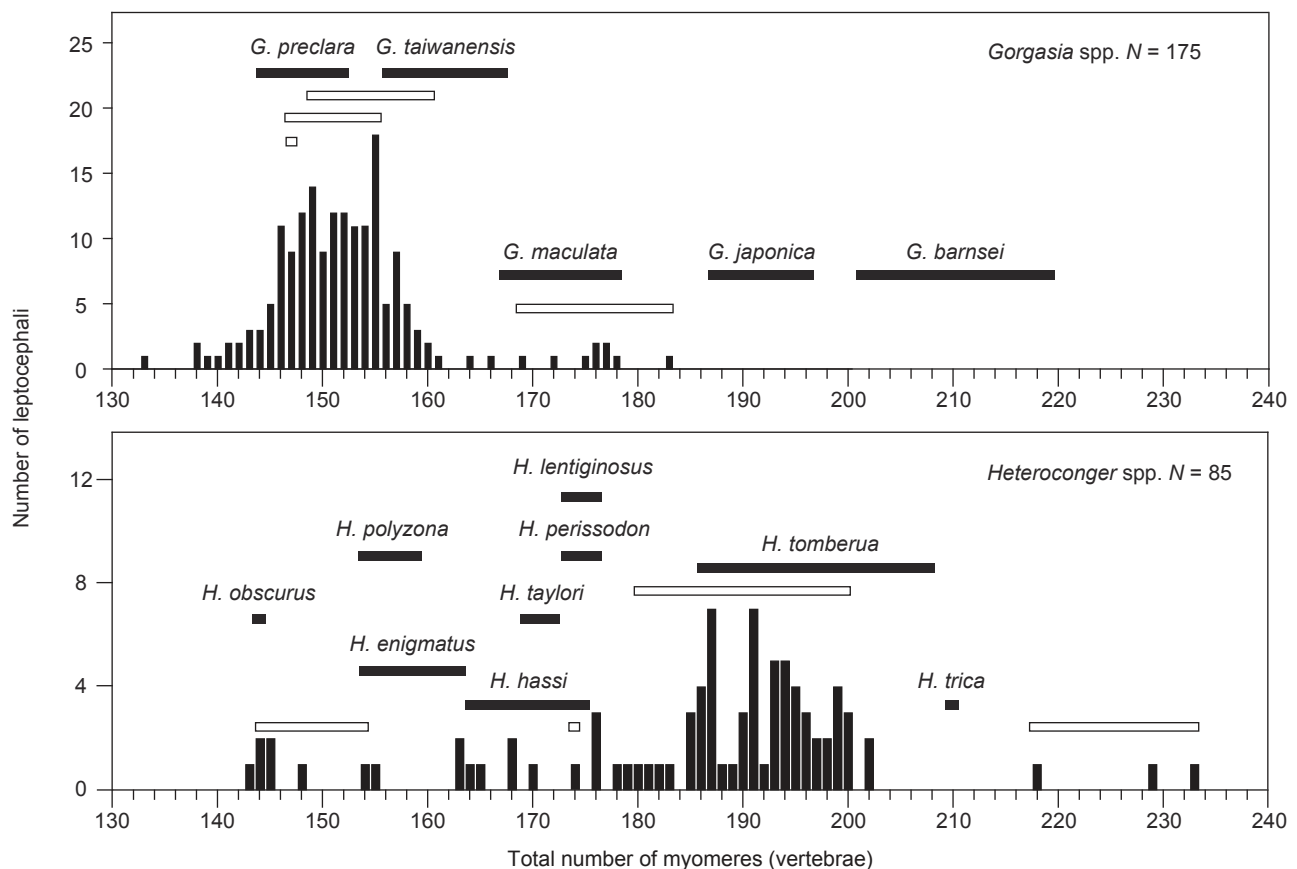 25
20
15
10
5
0
G. preclara
G. taiwanensis
Gorgasia spp. N = 175
G. maculata
G. japonica
G. barnsei
130 140 150 160 170 180 190 200 210 220 230 240
Number of leptocephali
12
8
4
0
H. lentiginosus
Heteroconger spp. N = 85
H. polyzona
H. perissodon
H. tomberua
H. obscurus
H. taylori
H. enigmatus
H. hassi
H. trica
130 140 150 160 170 180 190 200 210 220 230 240
Total number of myomeres (vertebrae)